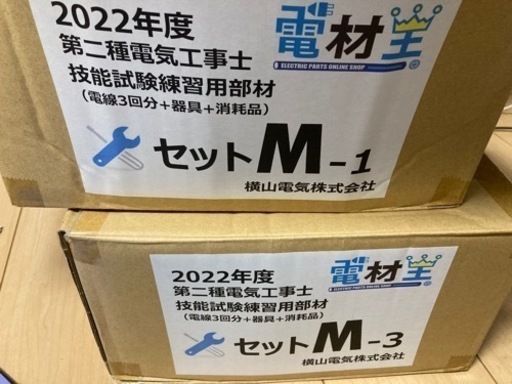 2022年度
第二種電気工事士
技能試験練習用部材
(電線3回分+器具+消耗品)
電材王
ELECTRIC PARTS ONLINE SHOP
セットM-1
横山電気株式会社
2022年度
第二種電気工事士
技能試験練習用部材
(電線3回分+器具+消耗品)
電材王
ELECTRIC PARTS ONLINE SHOP
セットM-3
横山電気株式会社